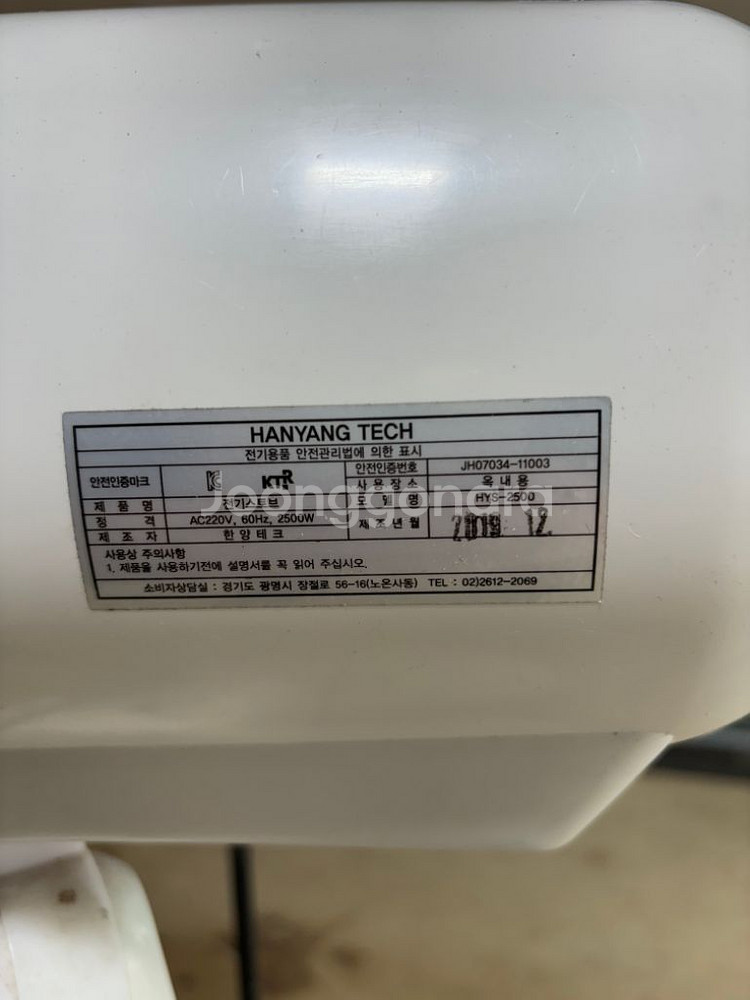 HANYANG TECH
전기용품 안전관리법에 의한 표시
안전인증마크 KTR 안전인증번호 JH07034-11003
사용장소 옥내용
제품명 전기스토브 모델명 HYS-2500
정격 AC220V, 60Hz, 2500W 제조년월 2019 12.
제조자 한양테크
사용상 주의사항
1. 제품을 사용하기전에 설명서를 꼭 읽어 주십시오.
소비자상담실 : 경기도 광명시 장절로 56-16(노온사동) TEL : 02)2612-2069
Joonggonara